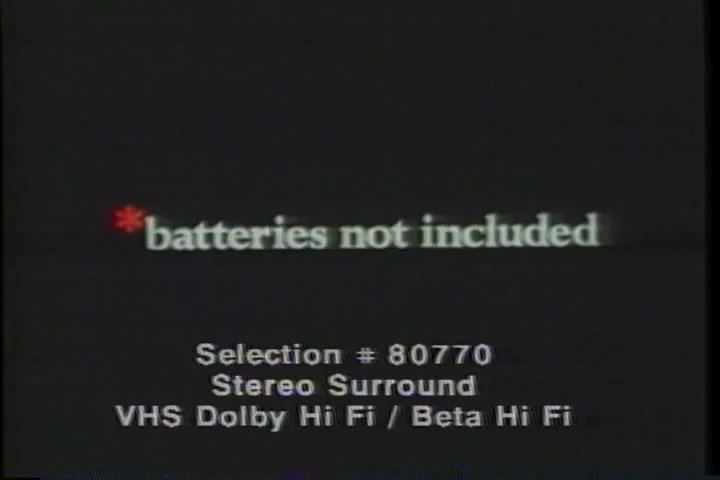 *batteries not included
Selection # 80770
Stereo Surround
VHS Dolby Hi Fi / Beta Hi Fi